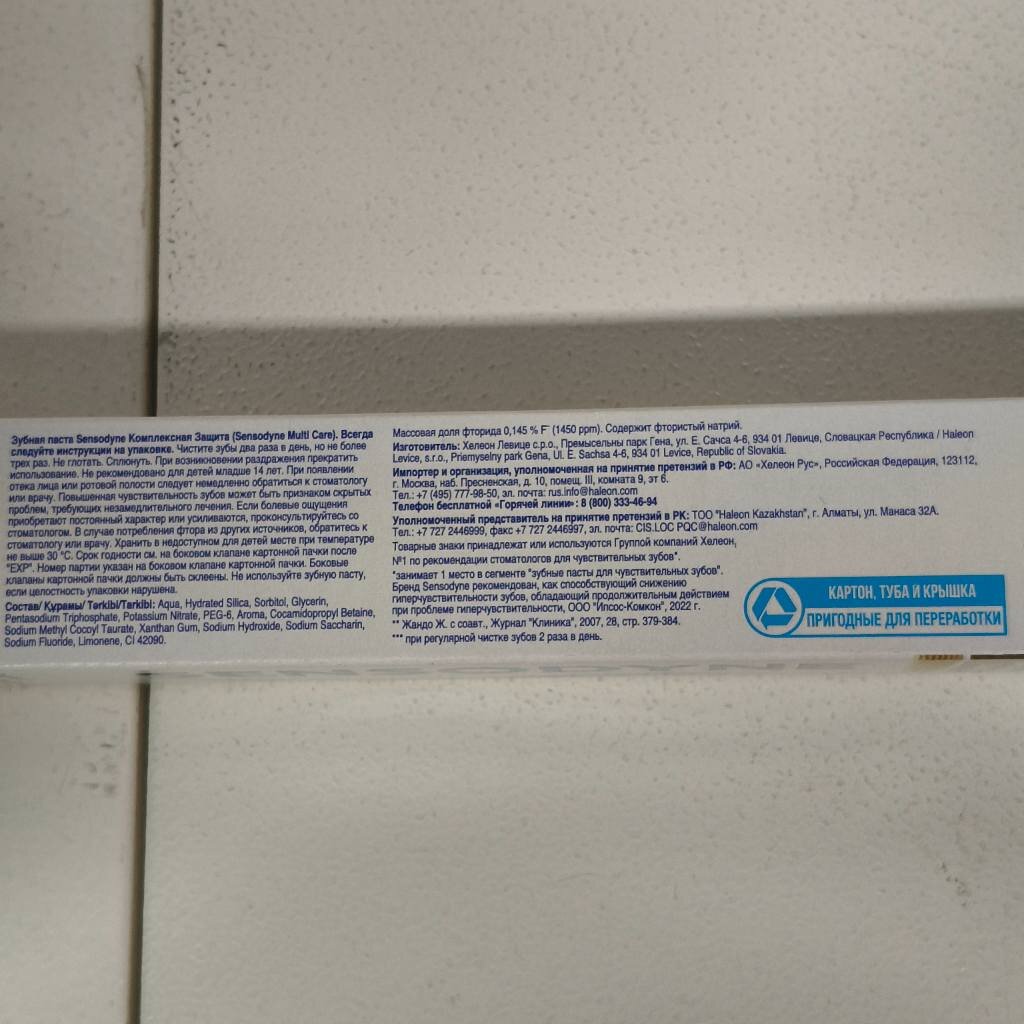 Зубная паста Sensodyne Комплексная Защита (Sensodyne Multi Care). Всегда
следуйте инструкции на упаковке. Чистите зубы два раза в день, но не более
трех раз. Не глотать. Сплюнуть. При возникновении раздражения прекратить
использование. Не рекомендовано для детей младше 14 лет. При появлении
отека лица или ротовой полости следует немедленно обратиться к стоматологу
или врачу. Повышенная чувствительность зубов может быть признаком скрытых
проблем, требующих незамедлительного лечения. Если болевые ощущения
приобретают постоянный характер или усиливаются, проконсультируйтесь со
стоматологом. В случае потребления фтора из других источников, обратитесь к
стоматологу или врачу. Хранить в недоступном для детей месте при температуре
не выше 30 °C. Срок годности см. на боковом клапане картонной пачки после
"EXP". Номер партии указан на боковом клапане картонной пачки. Боковые
клапаны картонной пачки должны быть склеены. Не используйте зубную пасту,
если целостность упаковки нарушена.
Состав/ Құрамы/ Tərkibi/Tarkibi: Aqua, Hydrated Silica, Sorbitol, Glycerin,
Pentasodium Triphosphate, Potassium Nitrate, PEG-6, Aroma, Cocamidopropyl Betaine,
Sodium Methyl Cocoyl Taurate, Xanthan Gum, Sodium Hydroxide, Sodium Saccharin,
Sodium Fluoride, Limonene, CI 42090.
Массовая доля фторида 0,145 % F⁻ (1450 ppm). Содержит фтористый натрий.
Изготовитель: Хелеон Левице с.р.о., Премысельны парк Гена, ул. Е. Сачса 4-6, 934 01 Левице, Словацкая Республика / Haleon
Levice, s.r.o., Priemyselny park Gena, Ul. E. Sachsa 4-6, 934 01 Levice, Republic of Slovakia.
Импортер и организация, уполномоченная на принятие претензий в РФ: АО «Хелеон Рус», Российская Федерация, 123112,
г. Москва, наб. Пресненская, д. 10, помещ. III, комната 9, эт 6.
Тел.: +7 (495) 777-98-50, эл. почта: rus.info@haleon.com
Телефон бесплатной «Горячей линии» : 8 (800) 333-46-94
Уполномоченный представитель на принятие претензий в РК: ТОО "Haleon Kazakhstan", г. Алматы, ул. Манаса 32А.
Тел.: +7 727 2446999, факс +7 727 2446997, эл. почта: CIS.LOC PQC@haleon.com
Товарные знаки принадлежат или используются Группой компаний Хелеон,
№1 по рекомендации стоматологов для чувствительных зубов*.
*занимает 1 место в сегменте "зубные пасты для чувствительных зубов".
Бренд Sensodyne рекомендован, как способствующий снижению
гиперчувствительности зубов, обладающий продолжительным действием
при проблеме гиперчувствительности, ООО "Ипсос-Комкон", 2022 г.
** Жандо Ж. с соавт., Журнал "Клиника", 2007, 28, стр. 379-384.
*** при регулярной чистке зубов 2 раза в день.
КАРТОН, ТУБА И КРЫШКА
ПРИГОДНЫЕ ДЛЯ ПЕРЕРАБОТКИ